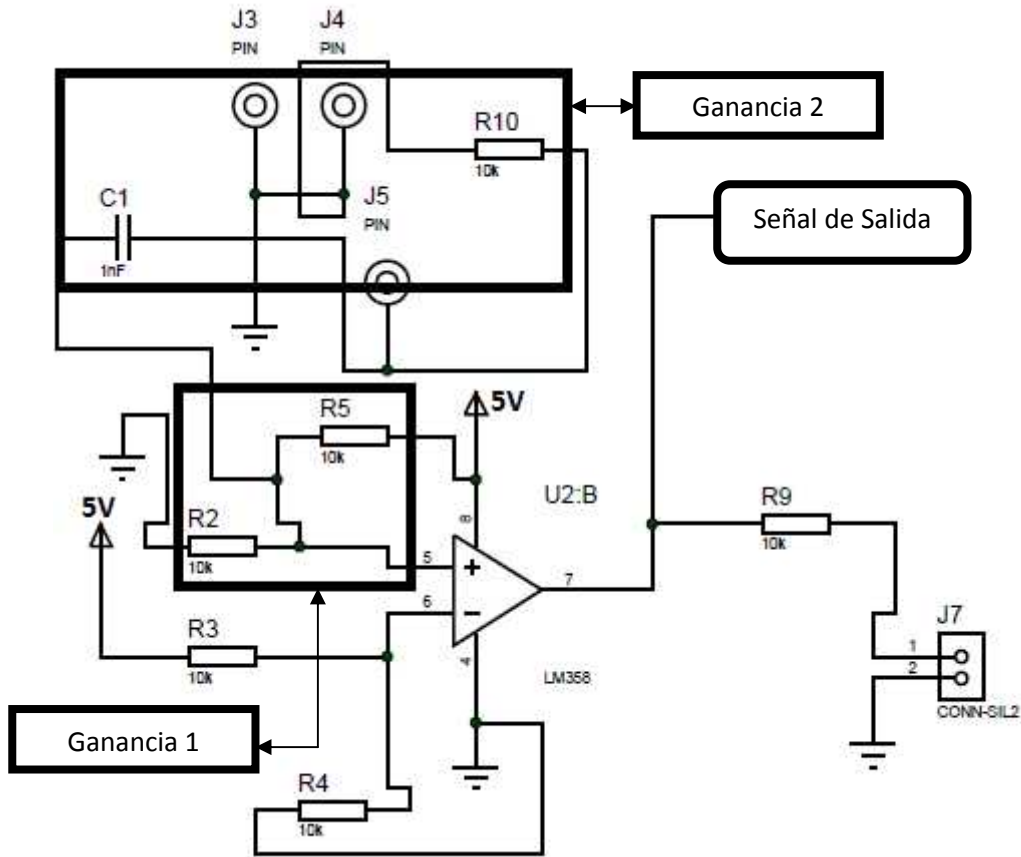 J3
PIN
J4
PIN
Ganancia 2
R10
10k
C1
1nF
J5
PIN
Señal de Salida
5V
R5
10k
U2:B
R9
10k
5V
R2
10k
8
5
+
6
−
7
4
LM358
R3
10k
J7
1
2
CONN-SIL2
Ganancia 1
R4
10k